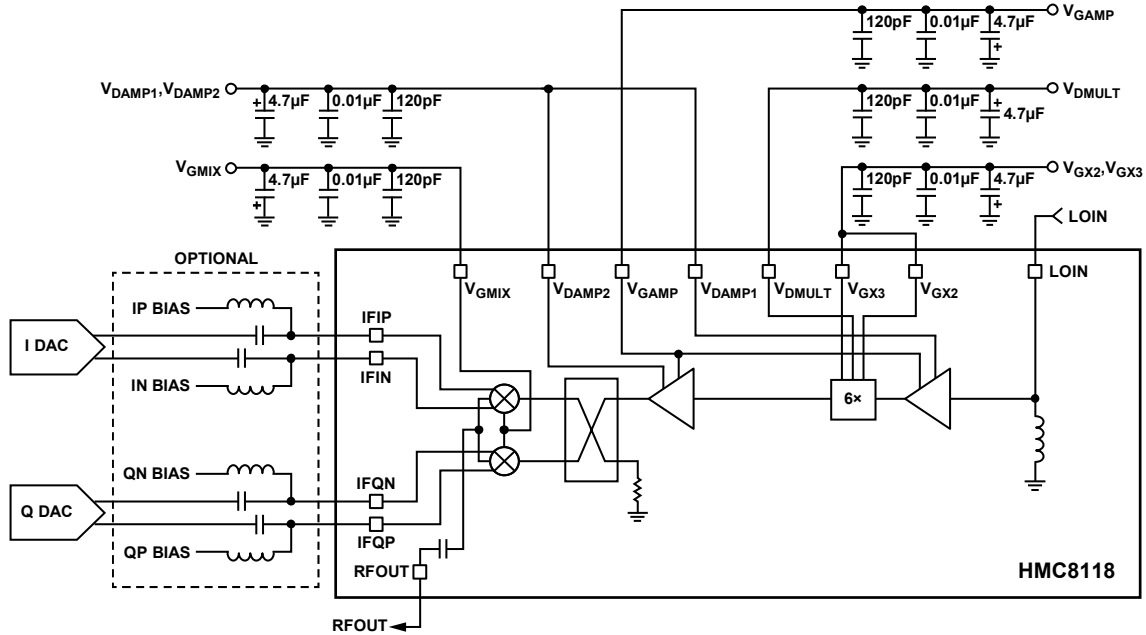 120pF 0.01µF 4.7µF + V_GAMP
V_DAMP1,V_DAMP2 + 4.7µF 0.01µF 120pF
120pF 0.01µF + 4.7µF V_DMULT
V_GMIX 4.7µF + 0.01µF 120pF
120pF 0.01µF 4.7µF + V_GX2,V_GX3
LOIN
OPTIONAL
V_GMIX V_DAMP2 V_GAMP V_DAMP1 V_DMULT V_GX3 V_GX2 LOIN
IP BIAS
IFIP
I DAC
IFIN
IN BIAS
6×
QN BIAS
IFQN
Q DAC
IFQP
QP BIAS
RFOUT
HMC8118
RFOUT